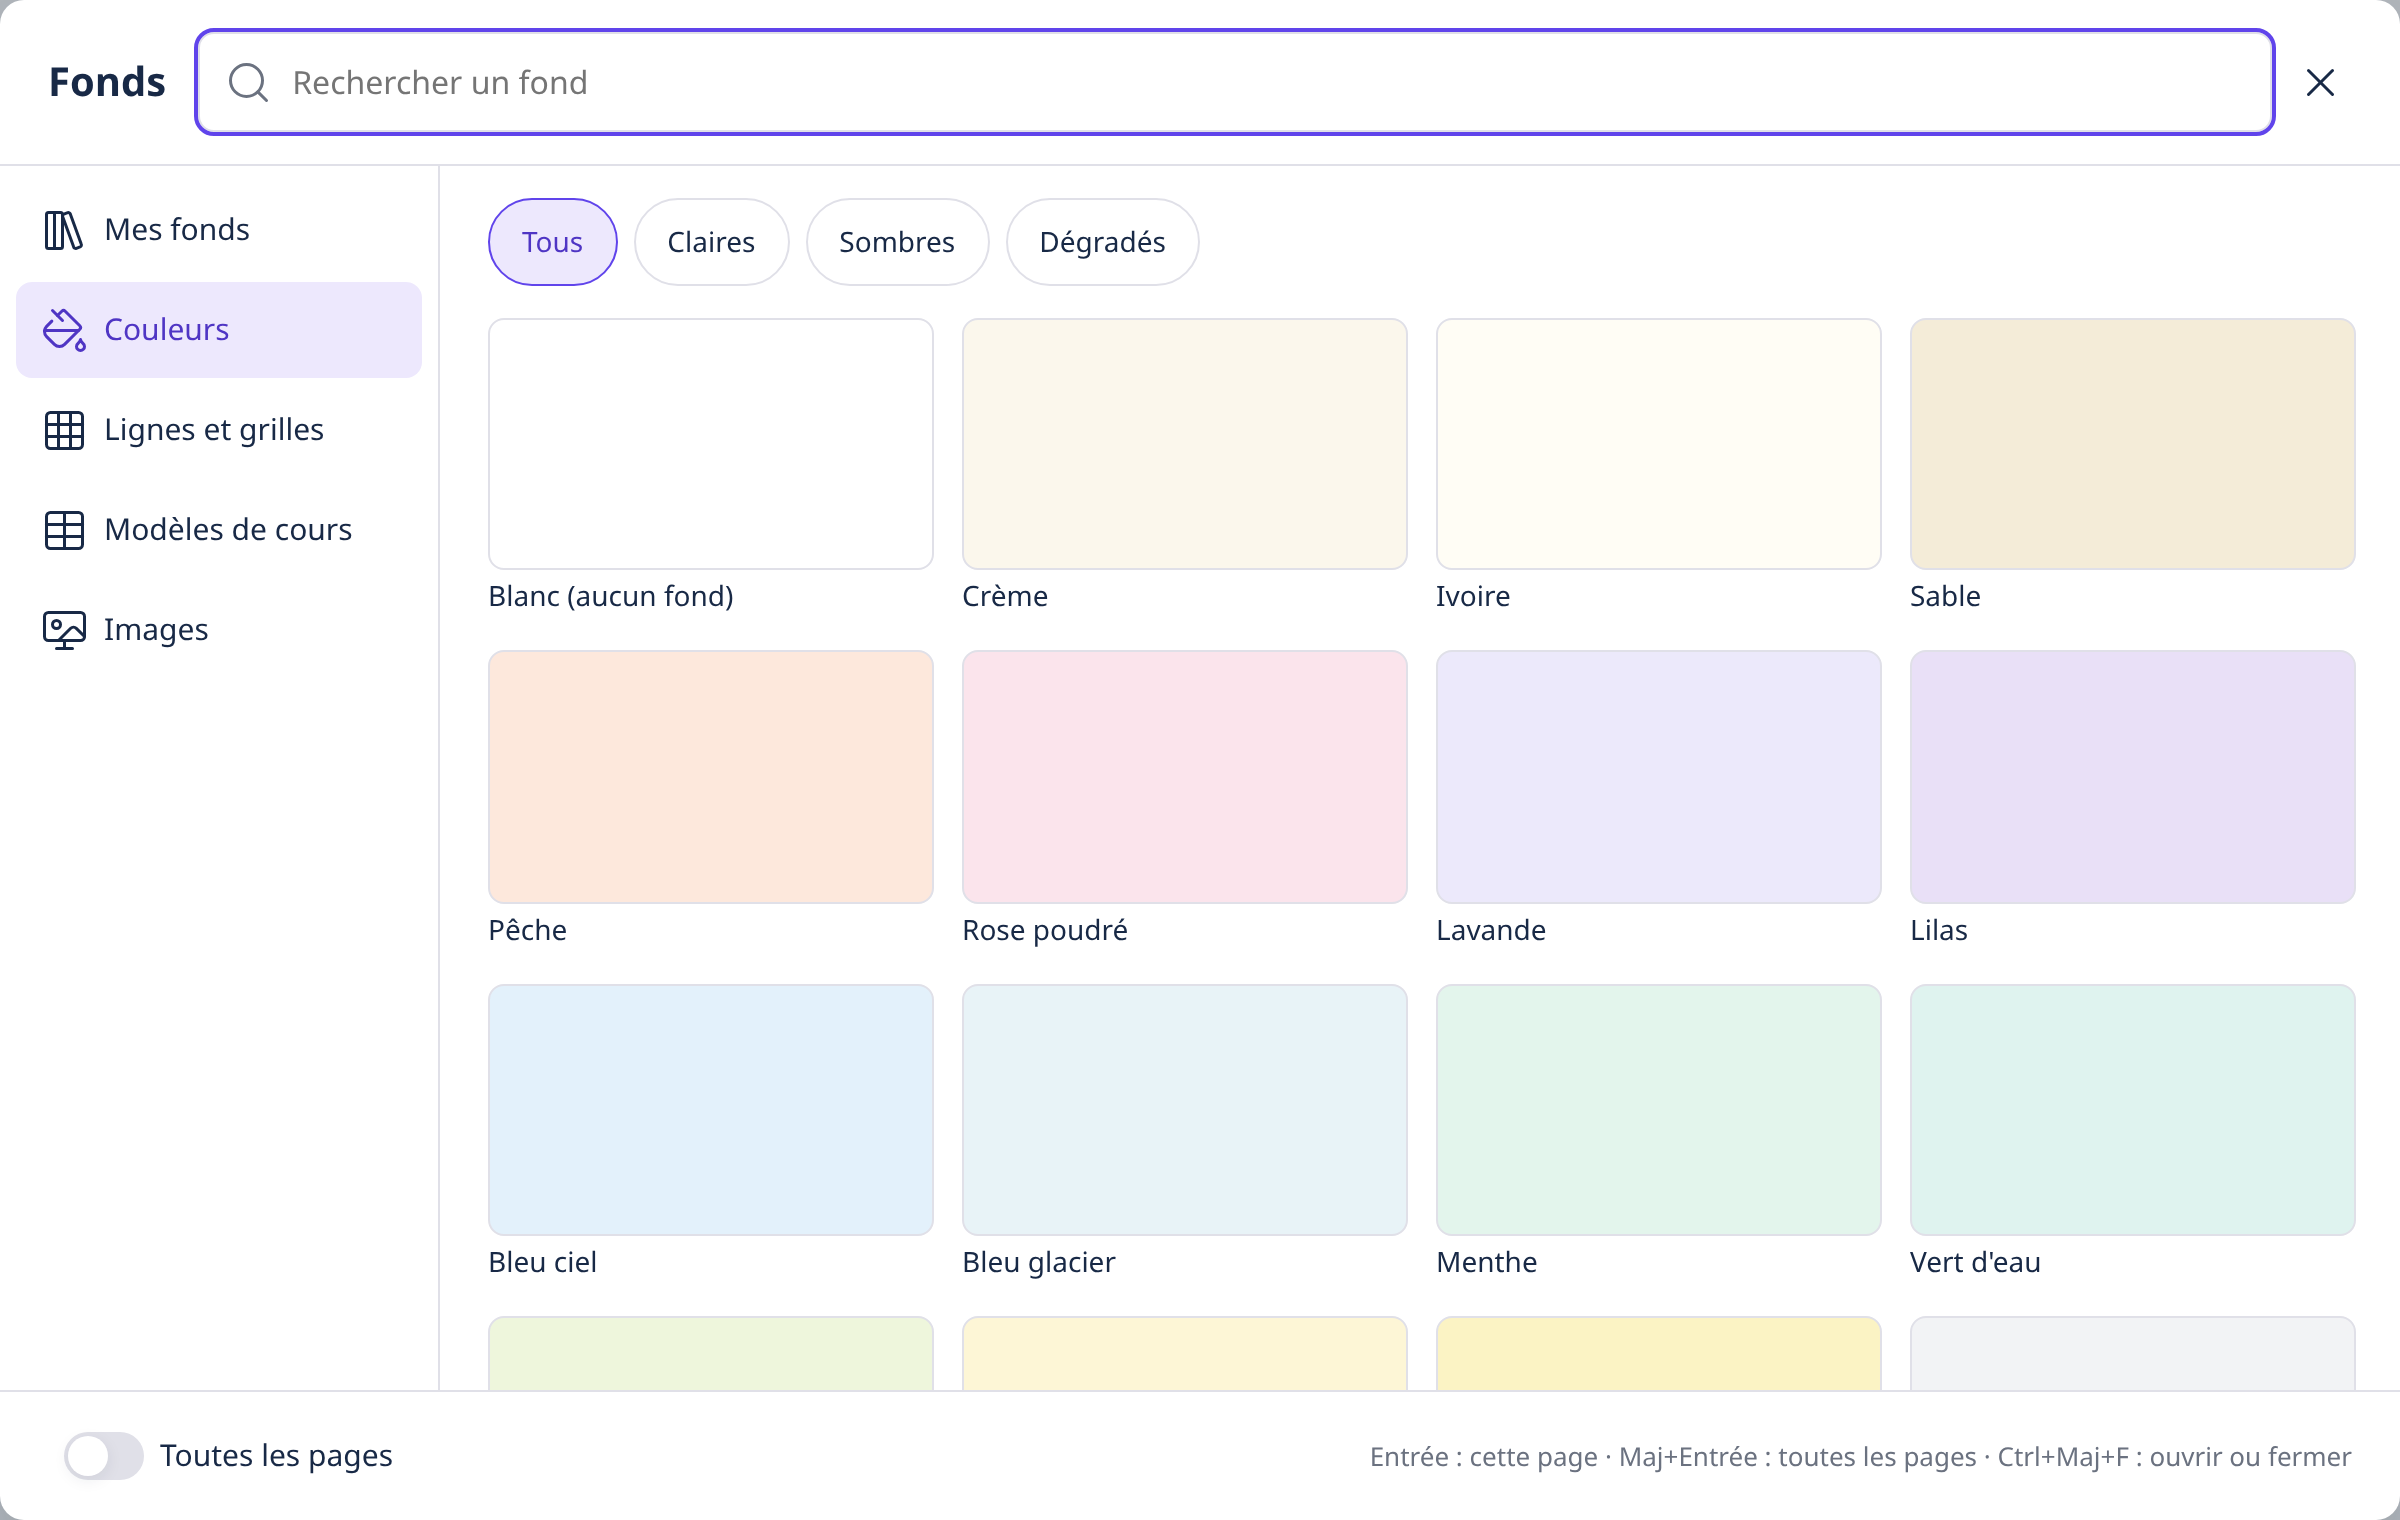 Fonds
Rechercher un fond
Mes fonds
Couleurs
Lignes et grilles
Modèles de cours
Images
Tous
Claires
Sombres
Dégradés
Blanc (aucun fond)
Crème
Ivoire
Sable
Pêche
Rose poudré
Lavande
Lilas
Bleu ciel
Bleu glacier
Menthe
Vert d'eau
Toutes les pages
Entrée : cette page · Maj+Entrée : toutes les pages · Ctrl+Maj+F : ouvrir ou fermer